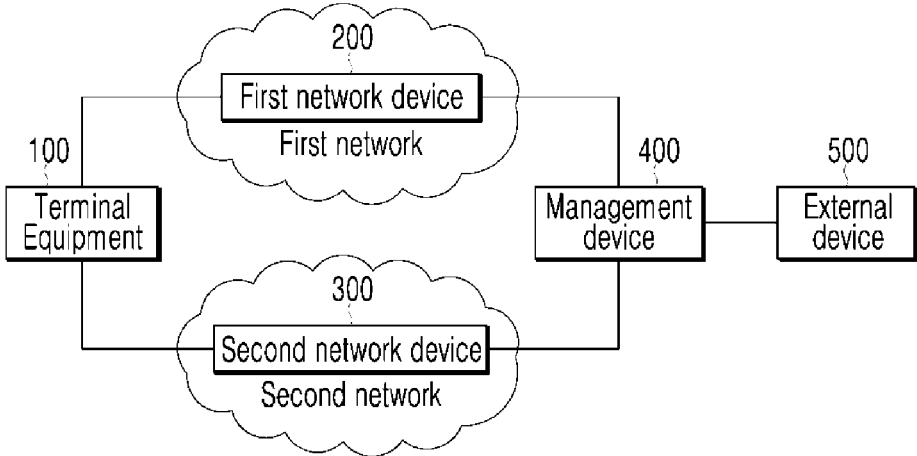 200
First network device
First network
100
Terminal
Equipment
400
Management
device
500
External
device
300
Second network device
Second network